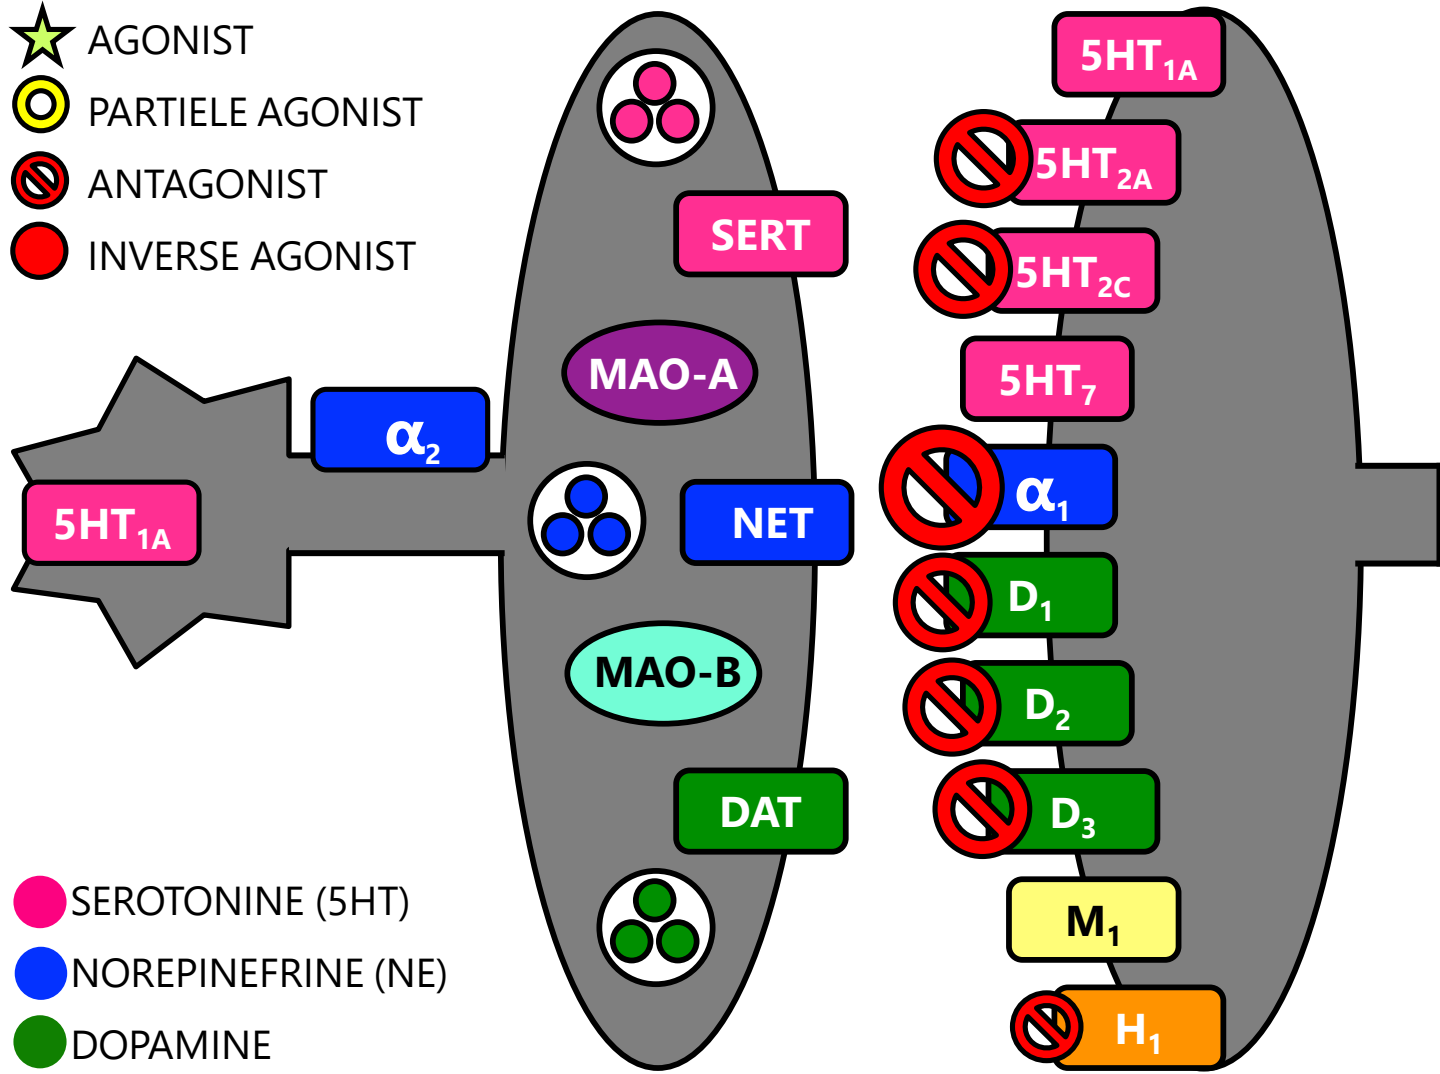 AGONIST
PARTIELE AGONIST
ANTAGONIST
INVERSE AGONIST
5HT1A
α2
SERT
MAO-A
NET
MAO-B
DAT
5HT1A
5HT2A
5HT2C
5HT7
α1
D1
D2
D3
M1
H1
SEROTONINE (5HT)
NOREPINEFRINE (NE)
DOPAMINE